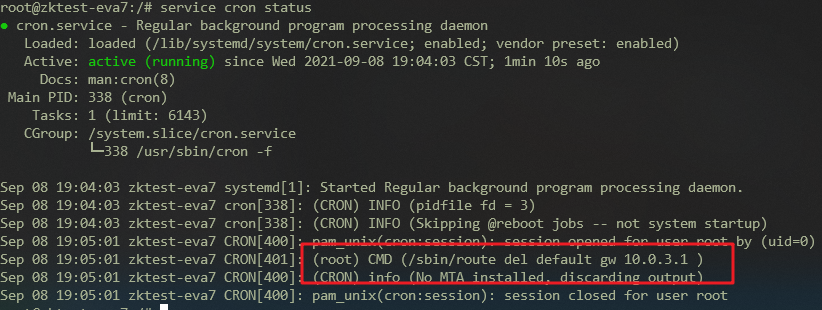 root@zktest-eva7:/# service cron status
● cron.service - Regular background program processing daemon
   Loaded: loaded (/lib/systemd/system/cron.service; enabled; vendor preset: enabled)
   Active: active (running) since Wed 2021-09-08 19:04:03 CST; 1min 10s ago
     Docs: man:cron(8)
 Main PID: 338 (cron)
    Tasks: 1 (limit: 6143)
   CGroup: /system.slice/cron.service
           └─338 /usr/sbin/cron -f

Sep 08 19:04:03 zktest-eva7 systemd[1]: Started Regular background program processing daemon.
Sep 08 19:04:03 zktest-eva7 cron[338]: (CRON) INFO (pidfile fd = 3)
Sep 08 19:04:03 zktest-eva7 cron[338]: (CRON) INFO (Skipping @reboot jobs -- not system startup)
Sep 08 19:05:01 zktest-eva7 CRON[400]: pam_unix(cron:session): session opened for user root by (uid=0)
Sep 08 19:05:01 zktest-eva7 CRON[401]: (root) CMD (/sbin/route del default gw 10.0.3.1 )
Sep 08 19:05:01 zktest-eva7 CRON[400]: (CRON) info (No MTA installed, discarding output)
Sep 08 19:05:01 zktest-eva7 CRON[400]: pam_unix(cron:session): session closed for user root
root@zktest-eva7:/#